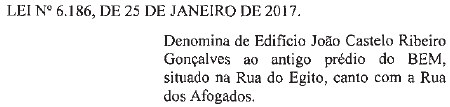 LEI Nº 6.186, DE 25 DE JANEIRO DE 2017.
Denomina de Edifício João Castelo Ribeiro
Gonçalves ao antigo prédio do BEM,
situado na Rua do Egito, canto com a Rua
dos Afogados.